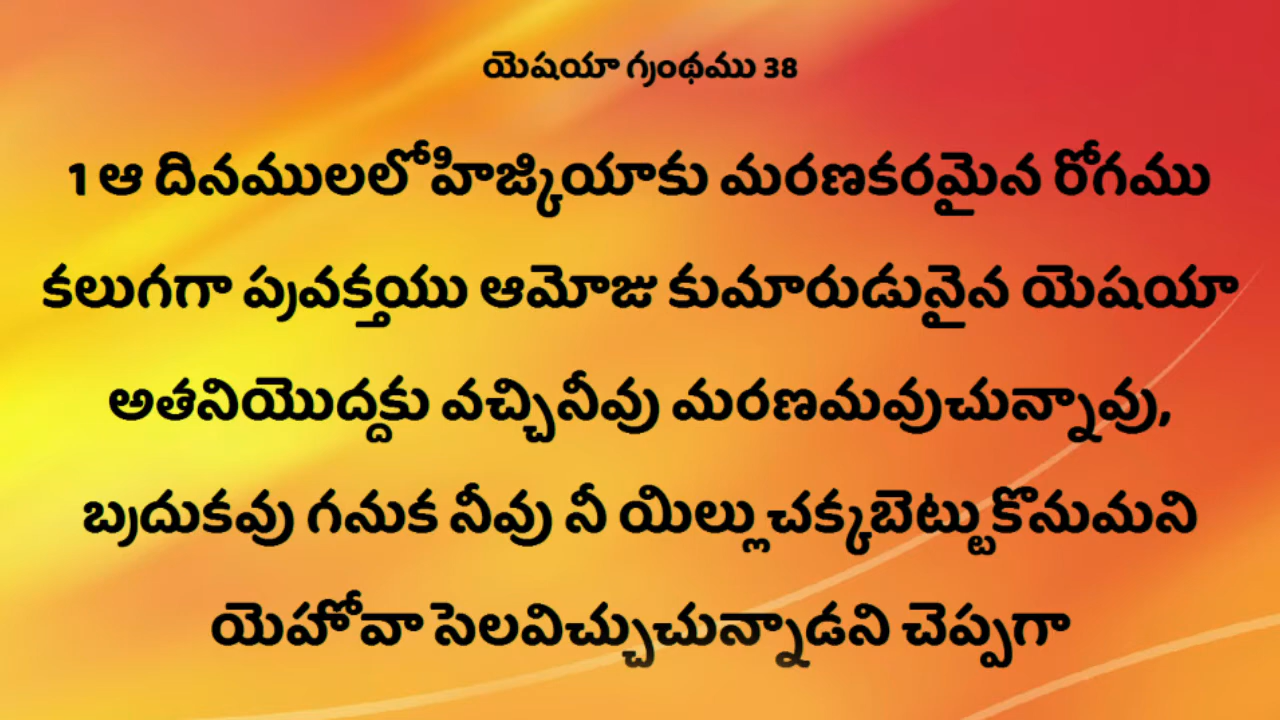 యెషయా గ్రంథము 38
1 ఆ దినములలోహిజ్కియాకు మరణకరమైన రోగము
కలుగగా ప్రవక్తయు ఆమోజు కుమారుడునైన యెషయా
అతనియొద్దకు వచ్చినీవు మరణమవుచున్నావు,
బ్రదుకవు గనుక నీవు నీ యిల్లుచక్కబెట్టుకొనుమని
యెహోవా సెలవిచ్చుచున్నాడని చెప్పగా